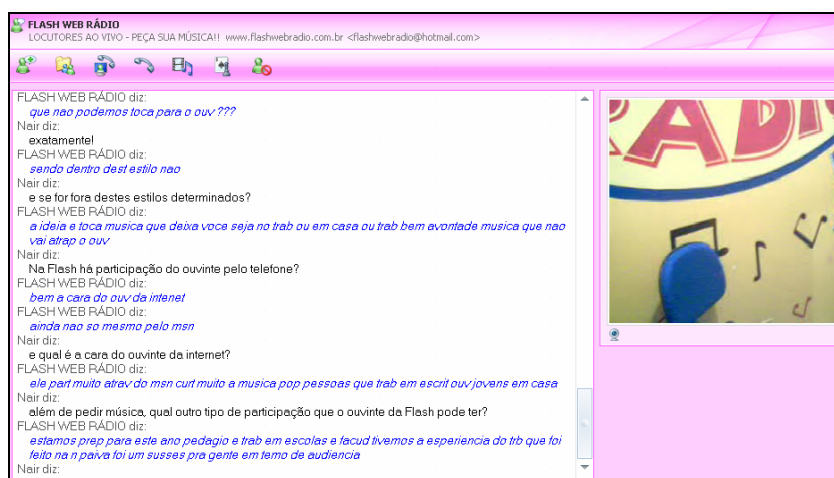 FLASH WEB RÁDIO
LOCUTORES AO VIVO - PEÇA SUA MÚSICA!! www.flashwebradio.com.br <flashwebradio@hotmail.com>
FLASH WEB RÁDIO diz:
que nao podemos toca para o ouv ???
Nair diz:
exatamente!
FLASH WEB RÁDIO diz:
sendo dentro dest estilo nao
Nair diz:
e se for fora destes estilos determinados?
FLASH WEB RÁDIO diz:
a ideia e toca musica que deixa voce seja no trab ou em casa ou trab bem avontade musica que nao
vai atrap o ouv
Nair diz:
Na Flash há participação do ouvinte pelo telefone?
FLASH WEB RÁDIO diz:
bem a cara do ouv da intenet
FLASH WEB RÁDIO diz:
ainda nao so mesmo pelo msn
Nair diz:
e qual é a cara do ouvinte da internet?
FLASH WEB RÁDIO diz:
ele part muito atrav do msn curt muito a musica pop pessoas que trab em escrit ouv jovens em casa
Nair diz:
além de pedir música, qual outro tipo de participação que o ouvinte da Flash pode ter?
FLASH WEB RÁDIO diz:
estamos prep para este ano pedagio e trab em escolas e facud tivemos a esperiencia do trb que foi
feito na n paiva foi um susses pra gente em temo de audiencia
Nair diz:
RÁDI